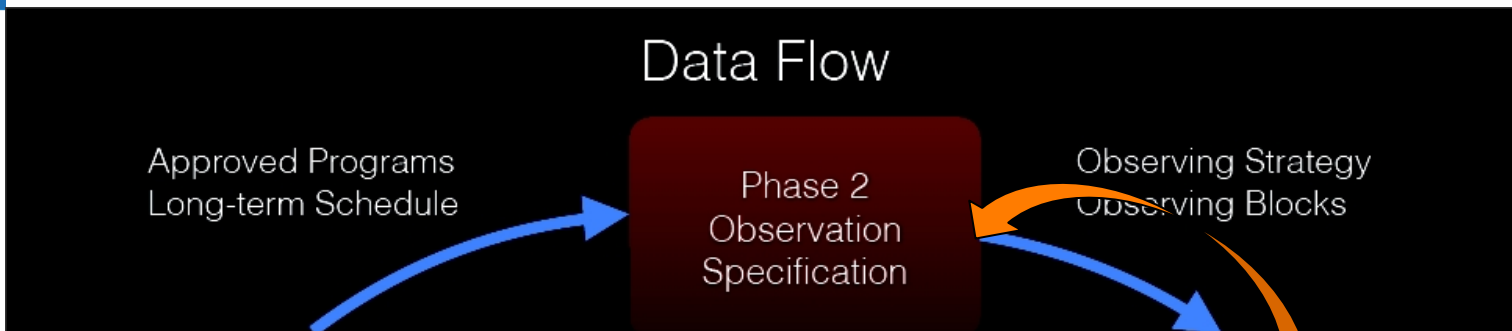 Data Flow
Approved Programs
Long-term Schedule
Phase 2
Observation
Specification
Observing Strategy
Observing Blocks